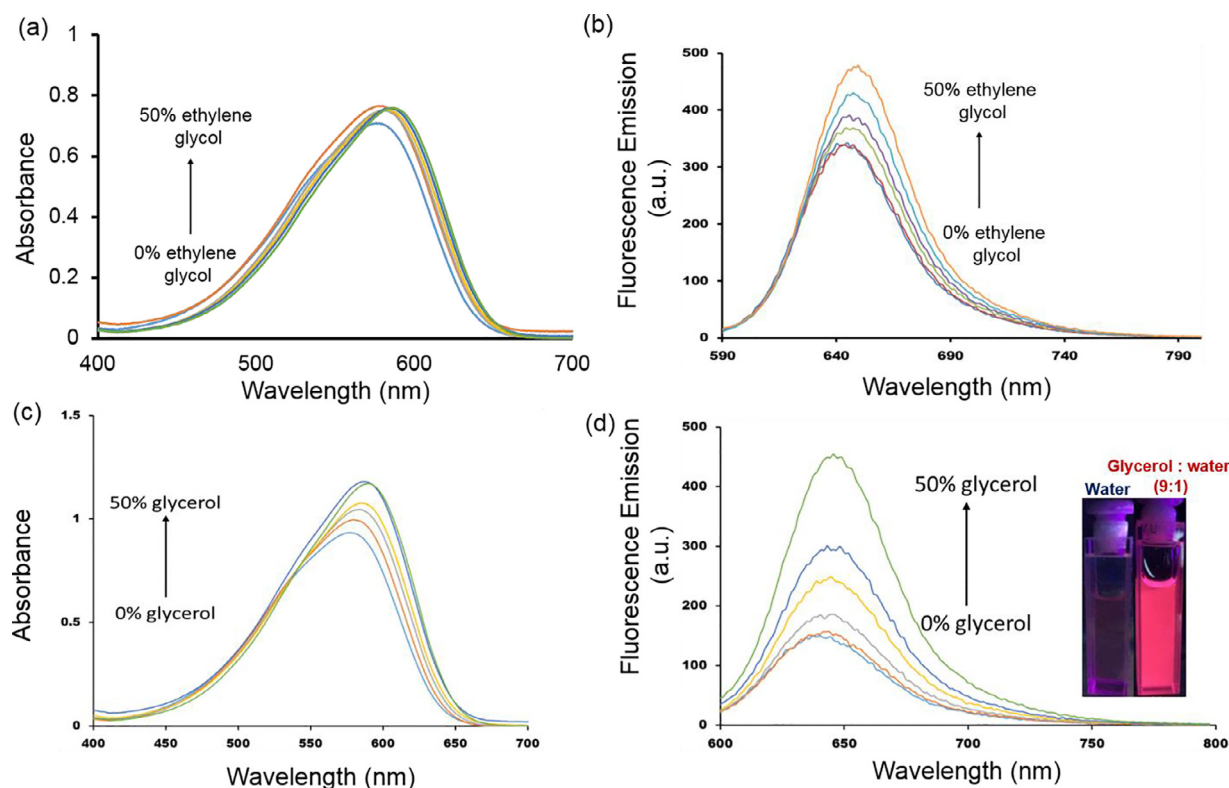 (a)
1
0.8
0.6
0.4
0.2
0
Absorbance
50% ethylene
glycol
0% ethylene
glycol
400
500
600
700
Wavelength (nm)
(b)
500
400
300
200
100
0
Fluorescence Emission
(a.u.)
50% ethylene
glycol
0% ethylene
glycol
590
640
690
740
790
Wavelength (nm)
(c)
1.5
1
0.5
0
Absorbance
50% glycerol
0% glycerol
400
450
500
550
600
650
700
Wavelength (nm)
(d)
500
400
300
200
100
0
Fluorescence Emission
(a.u.)
50% glycerol
0% glycerol
Glycerol : water
Water
(9:1)
600
650
700
750
800
Wavelength (nm)